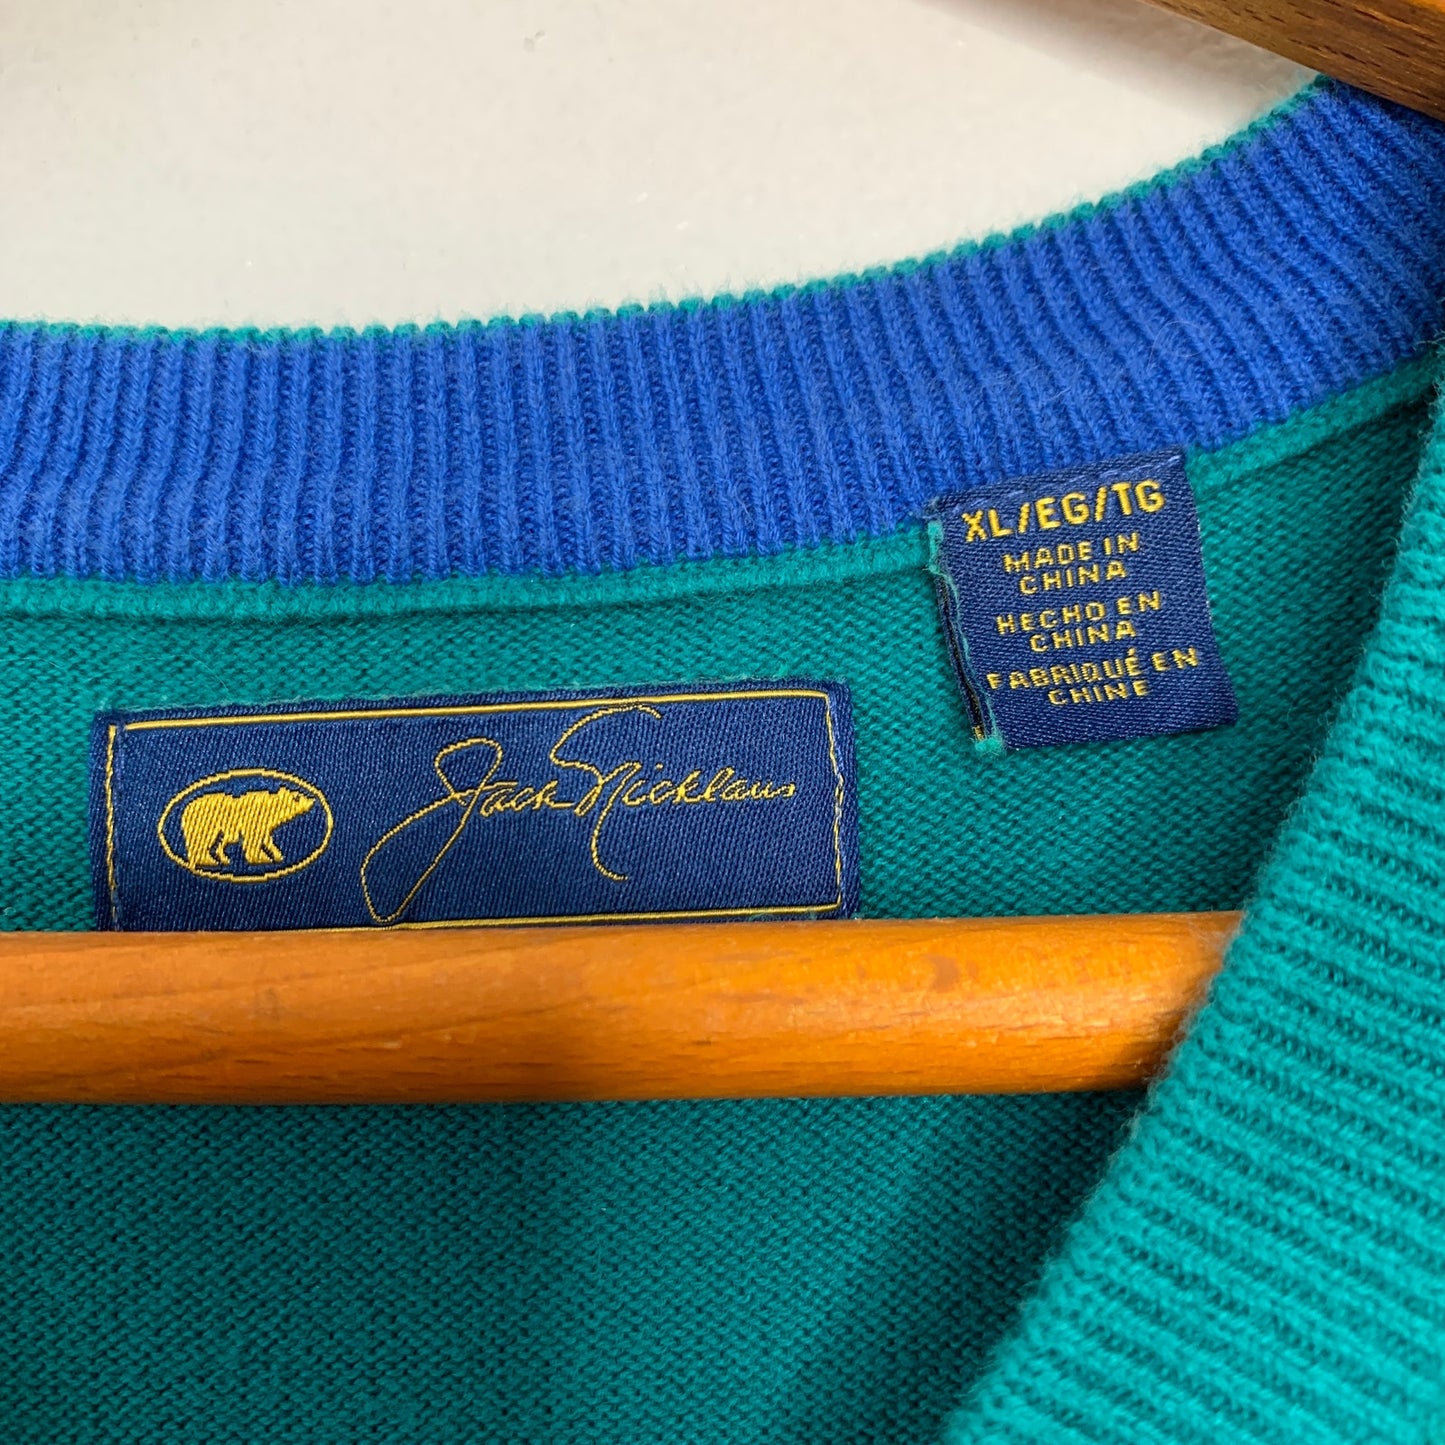 XL/EG/TG
MADE IN
CHINA
HECHO EN
CHINA
FABRIQUÉ EN
CHINE
Jack Nicklaus